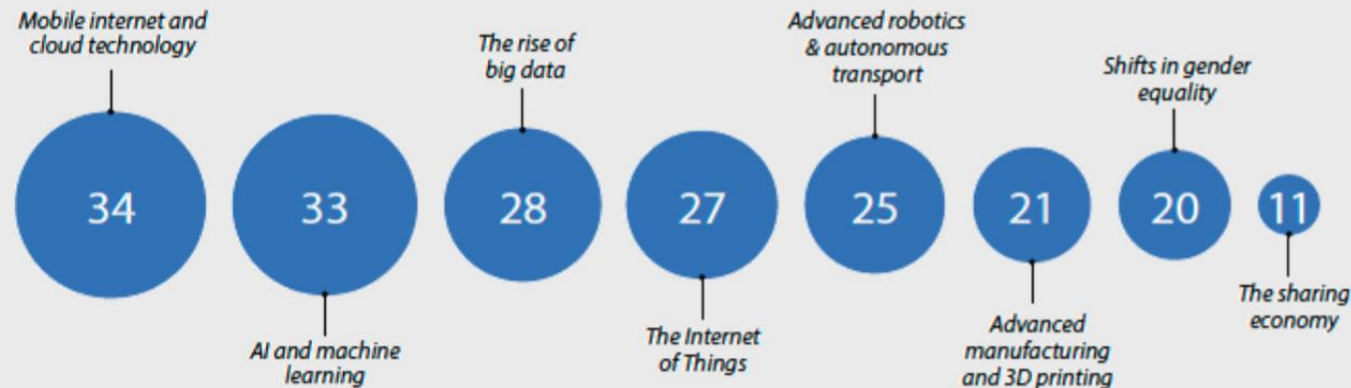 Mobile internet and
cloud technology
34
AI and machine
learning
33
The rise of
big data
28
The Internet
of Things
27
Advanced robotics
& autonomous
transport
25
Advanced
manufacturing
and 3D printing
21
Shifts in gender
equality
20
The sharing
economy
11